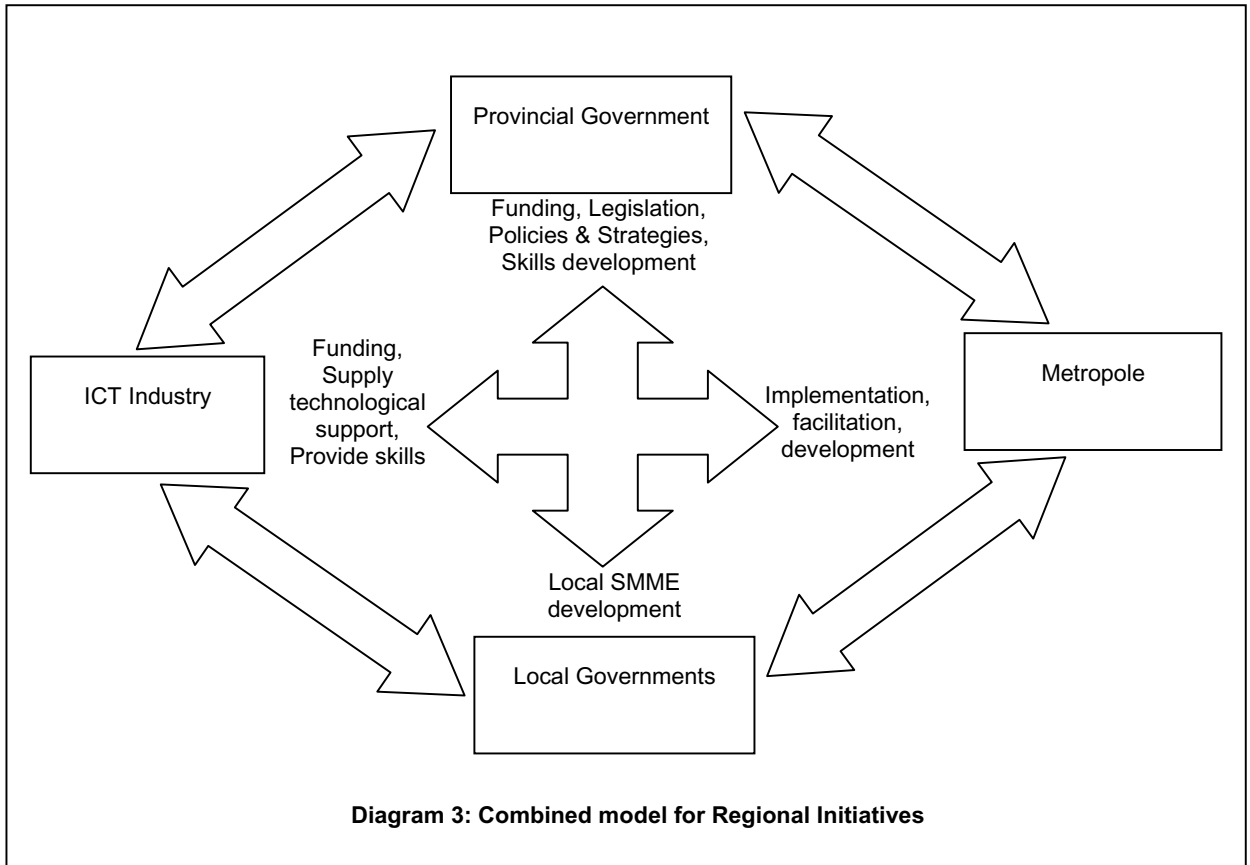 Provincial Government
Funding, Legislation,
Policies & Strategies,
Skills development
ICT Industry
Funding,
Supply
technological
support,
Provide skills
Implementation,
facilitation,
development
Metropole
Local SMME
development
Local Governments
Diagram 3: Combined model for Regional Initiatives